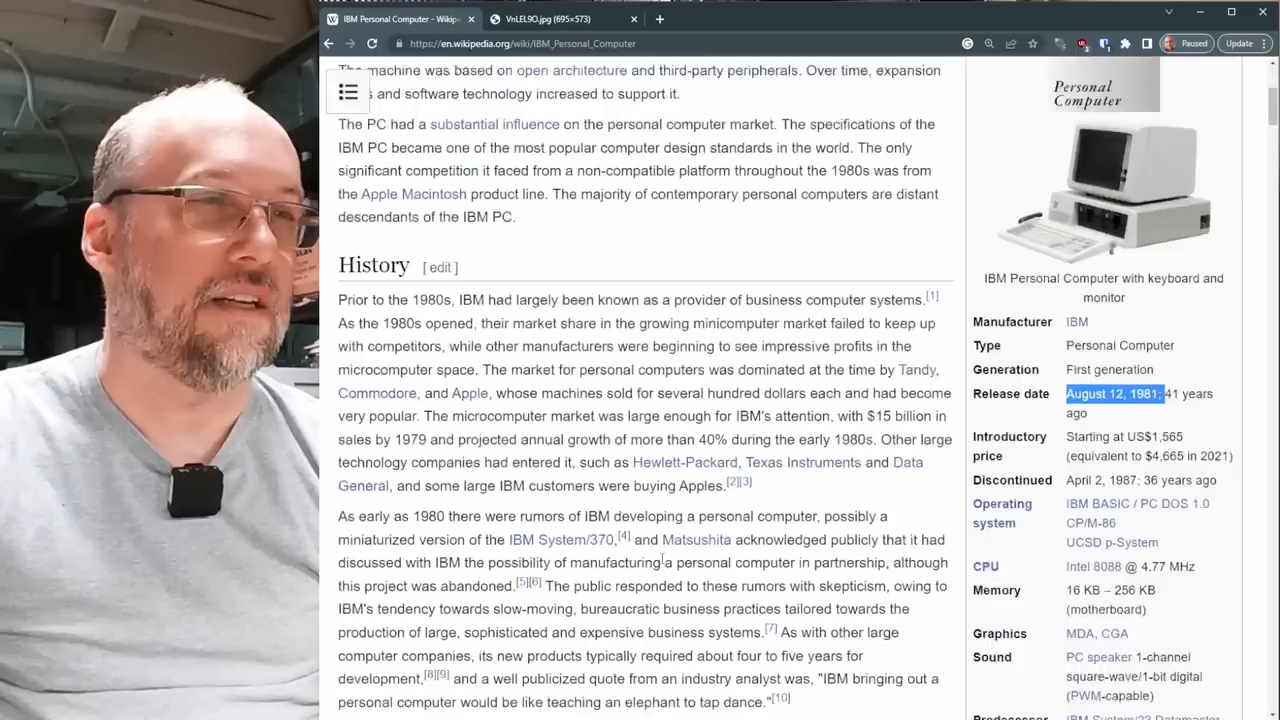 IBM Personal Computer - Wikipe
VnLEL9O.jpg (695×573)
https://en.wikipedia.org/wiki/IBM_Personal_Computer
Paused
Update
The machine was based on open architecture and third-party peripherals. Over time, expansion
and software technology increased to support it.
The PC had a substantial influence on the personal computer market. The specifications of the
IBM PC became one of the most popular computer design standards in the world. The only
significant competition it faced from a non-compatible platform throughout the 1980s was from
the Apple Macintosh product line. The majority of contemporary personal computers are distant
descendants of the IBM PC.
History [ edit ]
Prior to the 1980s, IBM had largely been known as a provider of business computer systems.[1]
As the 1980s opened, their market share in the growing minicomputer market failed to keep up
with competitors, while other manufacturers were beginning to see impressive profits in the
microcomputer space. The market for personal computers was dominated at the time by Tandy,
Commodore, and Apple, whose machines sold for several hundred dollars each and had become
very popular. The microcomputer market was large enough for IBM's attention, with $15 billion in
sales by 1979 and projected annual growth of more than 40% during the early 1980s. Other large
technology companies had entered it, such as Hewlett-Packard, Texas Instruments and Data
General, and some large IBM customers were buying Apples.[2][3]
As early as 1980 there were rumors of IBM developing a personal computer, possibly a
miniaturized version of the IBM System/370,[4] and Matsushita acknowledged publicly that it had
discussed with IBM the possibility of manufacturing a personal computer in partnership, although
this project was abandoned.[5][6] The public responded to these rumors with skepticism, owing to
IBM's tendency towards slow-moving, bureaucratic business practices tailored towards the
production of large, sophisticated and expensive business systems.[7] As with other large
computer companies, its new products typically required about four to five years for
development,[8][9] and a well publicized quote from an industry analyst was, "IBM bringing out a
personal computer would be like teaching an elephant to tap dance."[10]
Personal
Computer
IBM Personal Computer with keyboard and
monitor
Manufacturer IBM
Type Personal Computer
Generation First generation
Release date August 12, 1981; 41 years
ago
Introductory Starting at US$1,565
price (equivalent to $4,665 in 2021)
Discontinued April 2, 1987; 36 years ago
Operating IBM BASIC / PC DOS 1.0
system CP/M-86
UCSD p-System
CPU Intel 8088 @ 4.77 MHz
Memory 16 KB – 256 KB
(motherboard)
Graphics MDA, CGA
Sound PC speaker 1-channel
square-wave/1-bit digital
(PWM-capable)
Predecessor IBM System/23 Datamaster